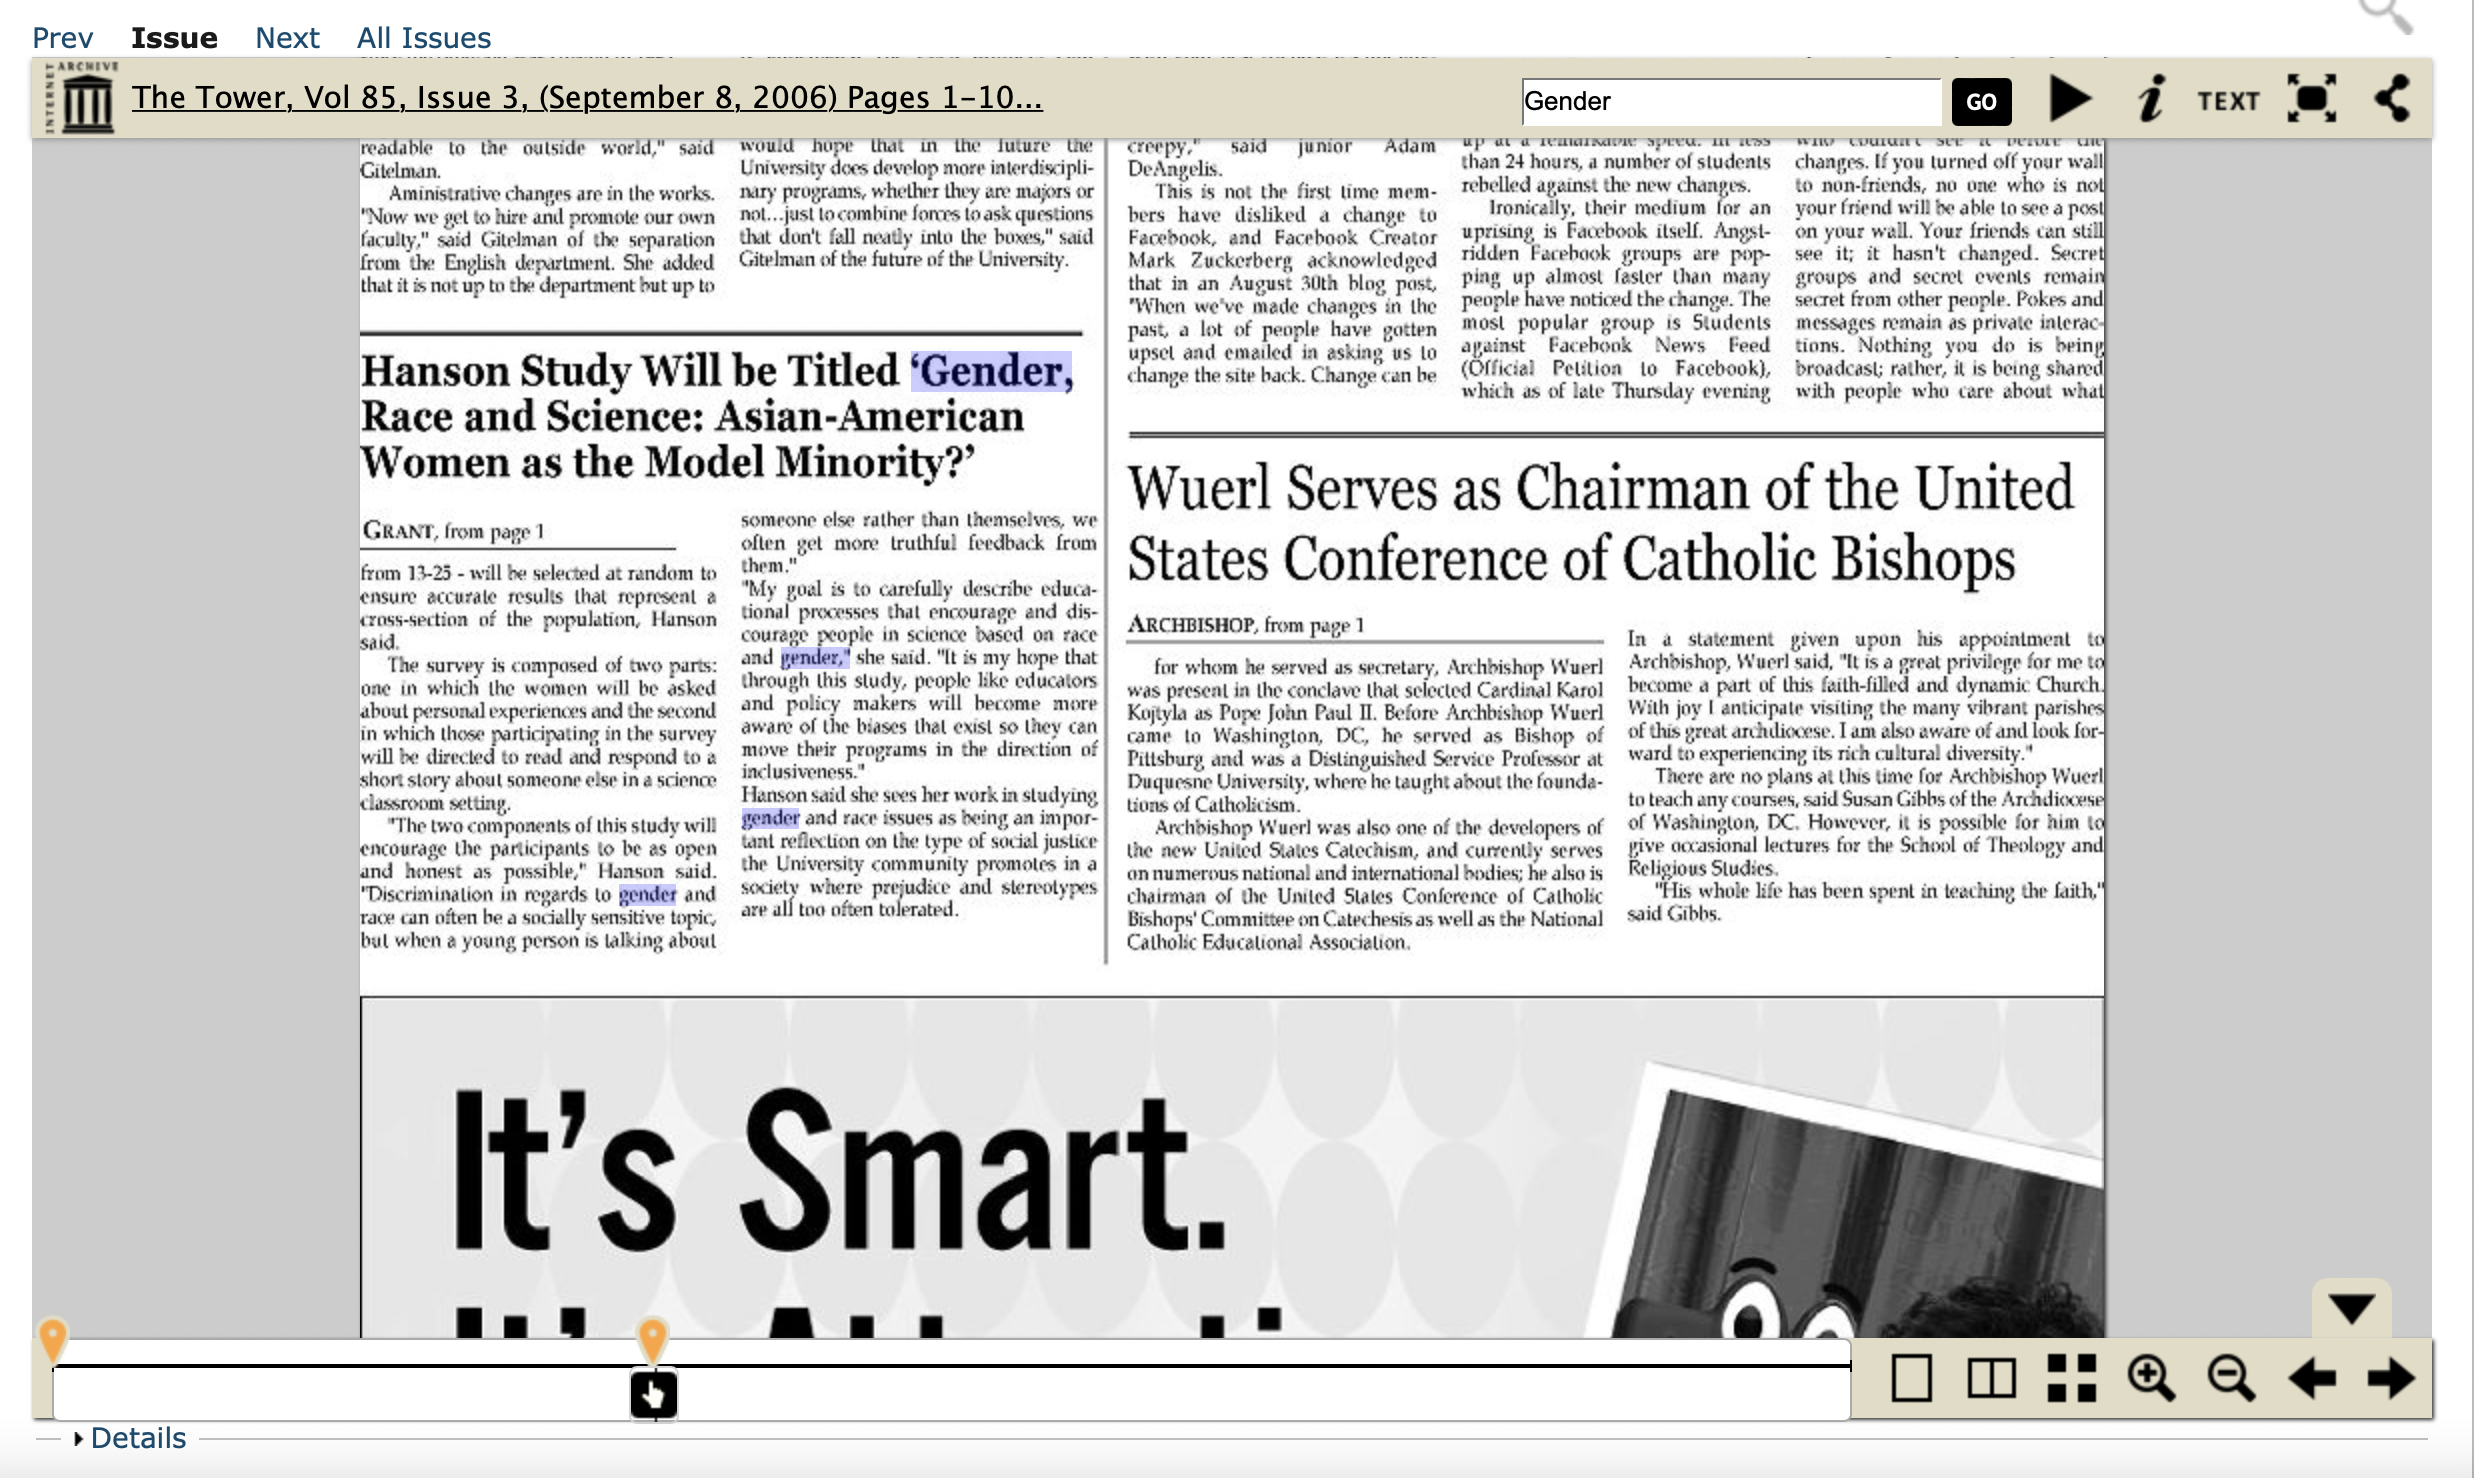 Prev Issue Next All Issues
INTERNET ARCHIVE
The Tower, Vol 85, Issue 3, (September 8, 2006) Pages 1-10...
Gender
GO
TEXT
readable to the outside world," said
Gitelman.
Aministrative changes are in the works.
"Now we get to hire and promote our own
faculty," said Gitelman of the separation
from the English department. She added
that it is not up to the department but up to
would hope that in the future the
University does develop more interdiscipli-
nary programs, whether they are majors or
not...just to combine forces to ask questions
that don't fall neatly into the boxes," said
Gitelman of the future of the University.
Hanson Study Will be Titled ‘Gender,
Race and Science: Asian-American
Women as the Model Minority?’
GRANT, from page 1
from 13-25 - will be selected at random to
ensure accurate results that represent a
cross-section of the population, Hanson
said.
The survey is composed of two parts:
one in which the women will be asked
about personal experiences and the second
in which those participating in the survey
will be directed to read and respond to a
short story about someone else in a science
classroom setting.
"The two components of this study will
encourage the participants to be as open
and honest as possible," Hanson said.
"Discrimination in regards to gender and
race can often be a socially sensitive topic,
but when a young person is talking about
someone else rather than themselves, we
often get more truthful feedback from
them."
"My goal is to carefully describe educa-
tional processes that encourage and dis-
courage people in science based on race
and gender," she said. "It is my hope that
through this study, people like educators
and policy makers will become more
aware of the biases that exist so they can
move their programs in the direction of
inclusiveness."
Hanson said she sees her work in studying
gender and race issues as being an impor-
tant reflection on the type of social justice
the University community promotes in a
society where prejudice and stereotypes
are all too often tolerated.
creepy," said junior Adam
DeAngelis.
This is not the first time mem-
bers have disliked a change to
Facebook, and Facebook Creator
Mark Zuckerberg acknowledged
that in an August 30th blog post,
"When we've made changes in the
past, a lot of people have gotten
upset and emailed in asking us to
change the site back. Change can be
up at a remarkable speed. In less
than 24 hours, a number of students
rebelled against the new changes.
Ironically, their medium for an
uprising is Facebook itself. Angst-
ridden Facebook groups are pop-
ping up almost faster than many
people have noticed the change. The
most popular group is Students
against Facebook News Feed
(Official Petition to Facebook),
which as of late Thursday evening
who couldn't see it before the
changes. If you turned off your wall
to non-friends, no one who is not
your friend will be able to see a post
on your wall. Your friends can still
see it; it hasn't changed. Secret
groups and secret events remain
secret from other people. Pokes and
messages remain as private interac-
tions. Nothing you do is being
broadcast; rather, it is being shared
with people who care about what
Wuerl Serves as Chairman of the United
States Conference of Catholic Bishops
ARCHBISHOP, from page 1
for whom he served as secretary, Archbishop Wuerl
was present in the conclave that selected Cardinal Karol
Kojtyla as Pope John Paul II. Before Archbishop Wuerl
came to Washington, DC, he served as Bishop of
Pittsburg and was a Distinguished Service Professor at
Duquesne University, where he taught about the founda-
tions of Catholicism.
Archbishop Wuerl was also one of the developers of
the new United States Catechism, and currently serves
on numerous national and international bodies; he also is
chairman of the United States Conference of Catholic
Bishops' Committee on Catechesis as well as the National
Catholic Educational Association.
In a statement given upon his appointment to
Archbishop, Wuerl said, "It is a great privilege for me to
become a part of this faith-filled and dynamic Church.
With joy I anticipate visiting the many vibrant parishes
of this great archdiocese. I am also aware of and look for-
ward to experiencing its rich cultural diversity."
There are no plans at this time for Archbishop Wuerl
to teach any courses, said Susan Gibbs of the Archdiocese
of Washington, DC. However, it is possible for him to
give occasional lectures for the School of Theology and
Religious Studies.
"His whole life has been spent in teaching the faith,"
said Gibbs.
It’s Smart.
Details